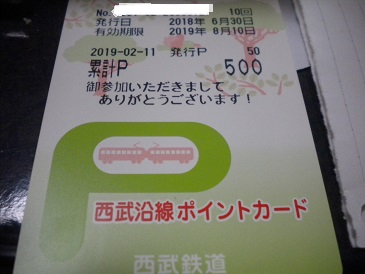 No.
10回
発行日 2018年 6月30日
有効期限 2019年 8月10日
2019-02-11 発行P 50
累計P 500
御参加いただきまして
ありがとうございます！
西武沿線ポイントカード
西武鉄道